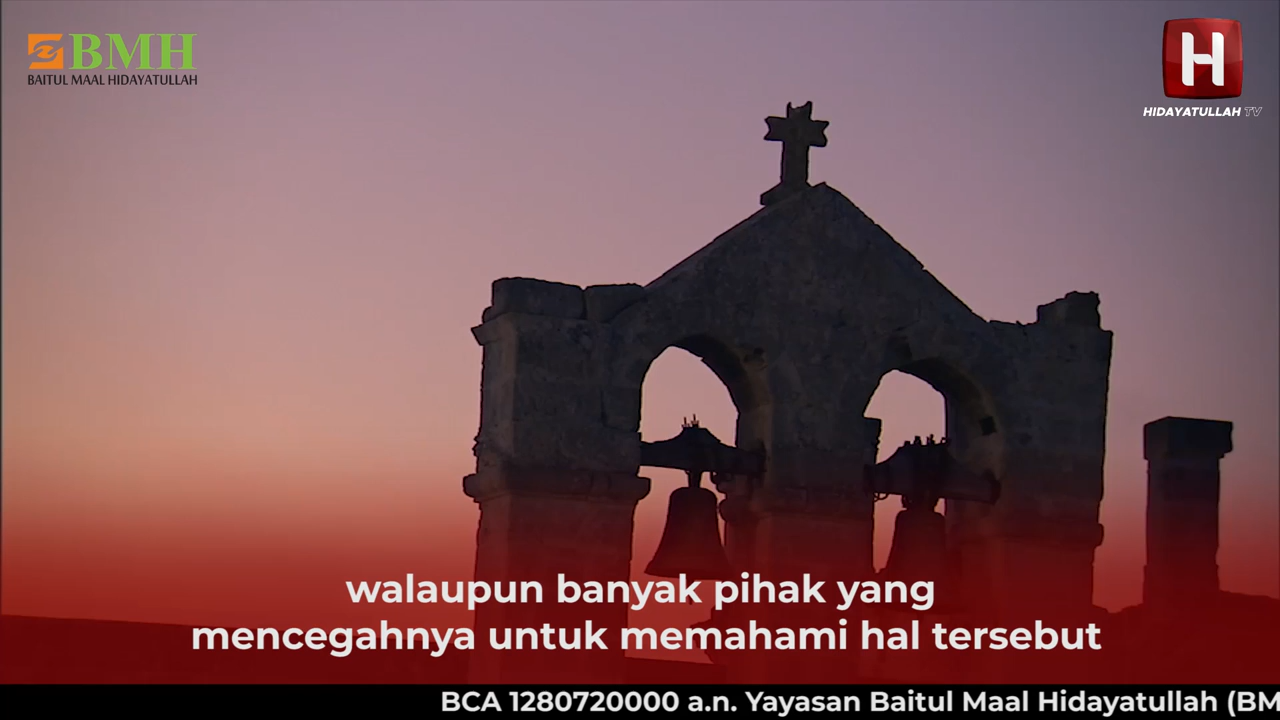 BMH
BAITUL MAAL HIDAYATULLAH
H
HIDAYATULLAH TV
walaupun banyak pihak yang
mencegahnya untuk memahami hal tersebut
BCA 1280720000 a.n. Yayasan Baitul Maal Hidayatullah (BM